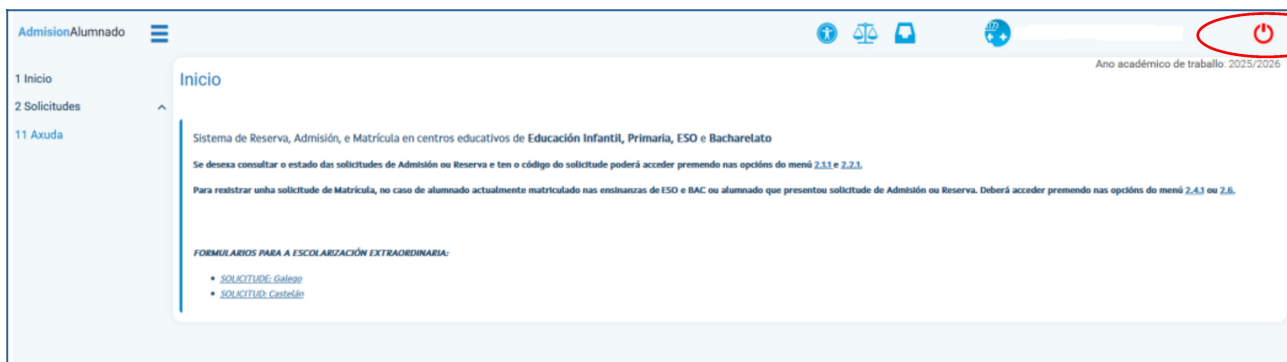 AdmisionAlumnado
Ano académico de traballo: 2025/2026
1 Inicio
2 Solicitudes
11 Axuda
Inicio
Sistema de Reserva, Admisión, e Matrícula en centros educativos de Educación Infantil, Primaria, ESO e Bacharelato
Se desexa consultar o estado das solicitudes de Admisión ou Reserva e ten o código do solicitude poderá acceder premendo nas opcións do menú 2.1.1 e 2.2.1.
Para rexistrar unha solicitude de Matrícula, no caso de alumnado actualmente matriculado nas ensinanzas de ESO e BAC ou alumnado que presentou solicitude de Admisión ou Reserva. Deberá acceder premendo nas opcións do menú 2.4.1 ou 2.6.
FORMULARIOS PARA A ESCOLARIZACIÓN EXTRAORDINARIA:
• SOLICITUDE: Galego
• SOLICITUD: Castelán